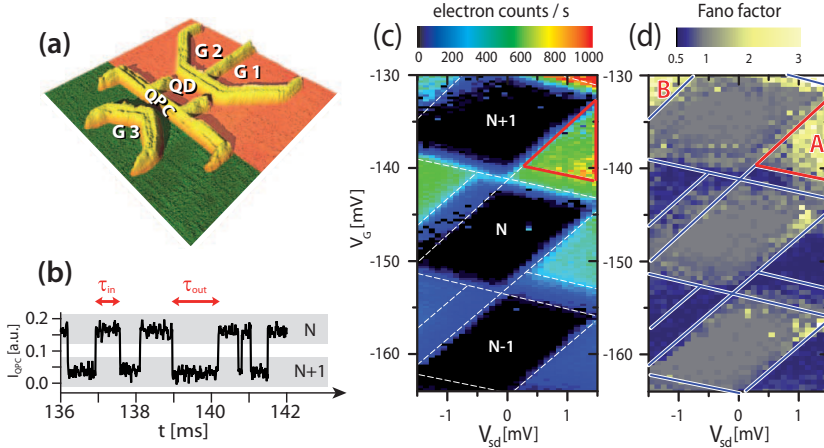 (a)
G 2
G 1
QD
QPC
G 3
(b)
τin
τout
0.2
0.1
0.0
IQPC [a.u.]
N
N+1
136
138
140
142
t [ms]
(c)
electron counts / s
0
200
400
600
800
1000
-130
-140
-150
-160
VG [mV]
N+1
N
N-1
-1
0
1
Vsd [mV]
(d)
Fano factor
0.5
1
2
3
B
A
-130
-140
-150
-160
-1
0
1
Vsd [mV]